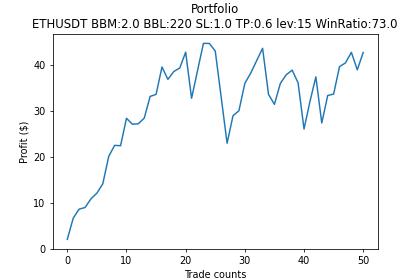 Portfolio
ETHUSDT BBM:2.0 BBL:220 SL:1.0 TP:0.6 lev:15 WinRatio:73.0
40
30
20
10
0
Profit ($)
0 10 20 30 40 50
Trade counts